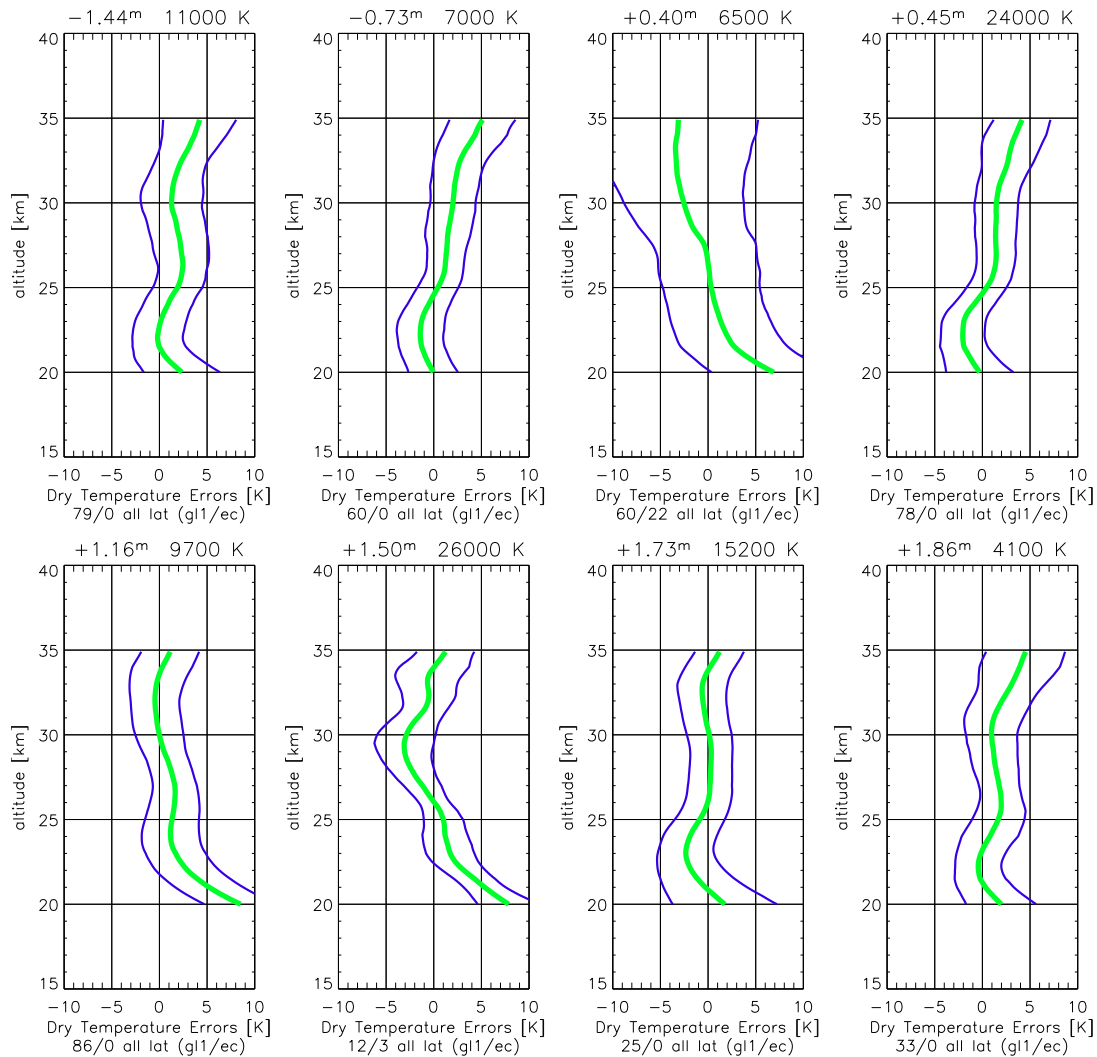 −1.44m 11000 K
−0.73m 7000 K
+0.40m 6500 K
+0.45m 24000 K
40
35
30
25
20
15
altitude [km]
−10 −5 0 5 10
Dry Temperature Errors [K]
79/0 all lat (gl1/ec)
40
35
30
25
20
15
altitude [km]
−10 −5 0 5 10
Dry Temperature Errors [K]
60/0 all lat (gl1/ec)
40
35
30
25
20
15
altitude [km]
−10 −5 0 5 10
Dry Temperature Errors [K]
60/22 all lat (gl1/ec)
40
35
30
25
20
15
altitude [km]
−10 −5 0 5 10
Dry Temperature Errors [K]
78/0 all lat (gl1/ec)
+1.16m 9700 K
+1.50m 26000 K
+1.73m 15200 K
+1.86m 4100 K
40
35
30
25
20
15
altitude [km]
−10 −5 0 5 10
Dry Temperature Errors [K]
86/0 all lat (gl1/ec)
40
35
30
25
20
15
altitude [km]
−10 −5 0 5 10
Dry Temperature Errors [K]
12/3 all lat (gl1/ec)
40
35
30
25
20
15
altitude [km]
−10 −5 0 5 10
Dry Temperature Errors [K]
25/0 all lat (gl1/ec)
40
35
30
25
20
15
altitude [km]
−10 −5 0 5 10
Dry Temperature Errors [K]
33/0 all lat (gl1/ec)